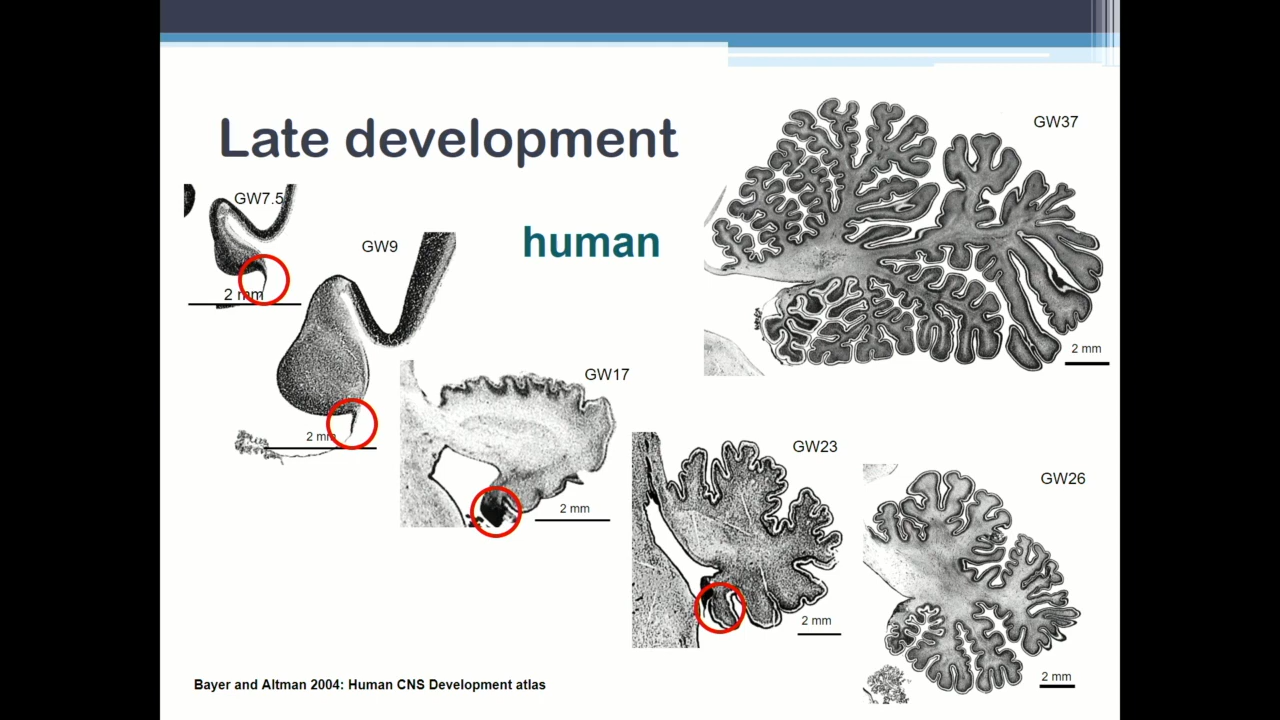 Late development
human
GW7.5
2 mm
GW9
2 mm
GW17
2 mm
GW23
2 mm
GW26
2 mm
GW37
2 mm
Bayer and Altman 2004: Human CNS Development atlas